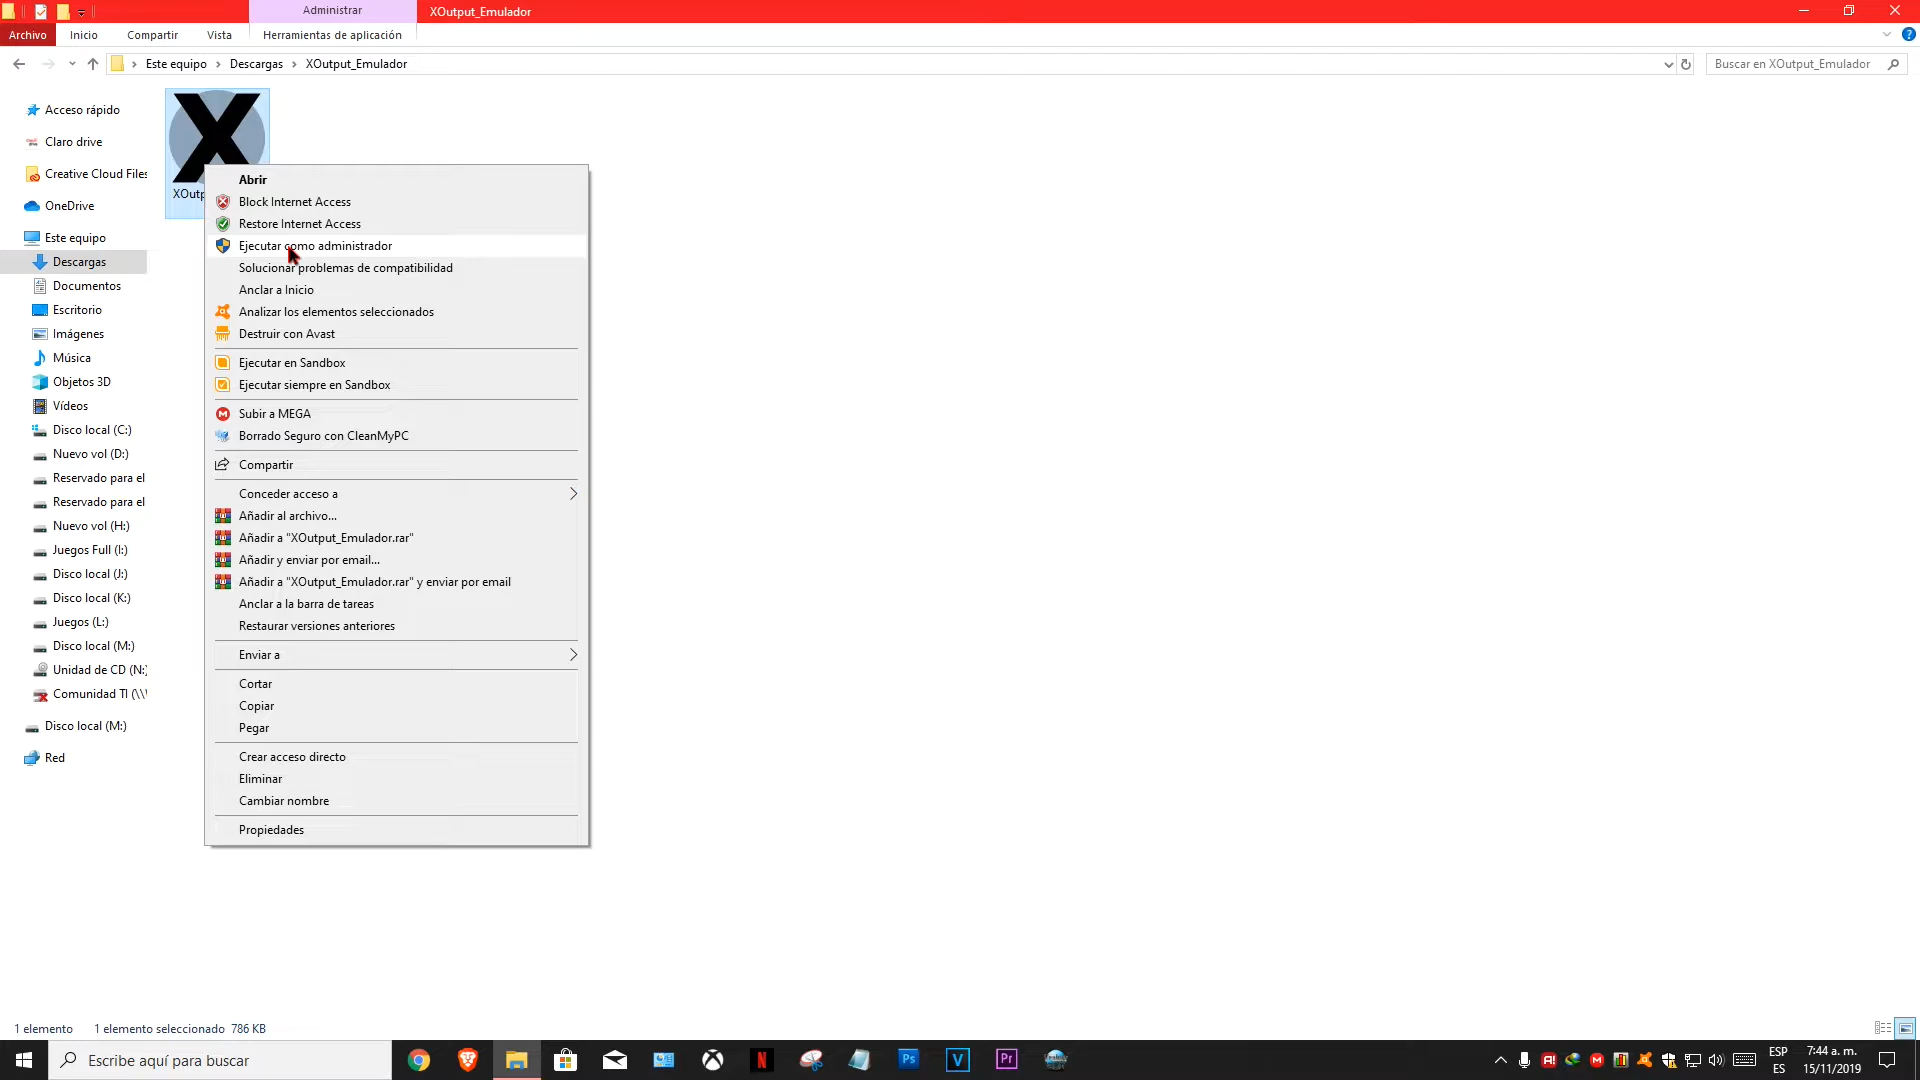 Administrar
XOutput_Emulador
Archivo
Inicio
Compartir
Vista
Herramientas de aplicación
Este equipo
Descargas
XOutput_Emulador
Buscar en XOutput_Emulador
Acceso rápido
Claro drive
Creative Cloud Files
OneDrive
Este equipo
Descargas
Documentos
Escritorio
Imágenes
Música
Objetos 3D
Vídeos
Disco local (C:)
Nuevo vol (D:)
Reservado para el
Reservado para el
Nuevo vol (H:)
Juegos Full (I:)
Disco local (J:)
Disco local (K:)
Juegos (L:)
Disco local (M:)
Unidad de CD (N:)
Comunidad TI (\\
Disco local (M:)
Red
XOutp
Abrir
Block Internet Access
Restore Internet Access
Ejecutar como administrador
Solucionar problemas de compatibilidad
Anclar a Inicio
Analizar los elementos seleccionados
Destruir con Avast
Ejecutar en Sandbox
Ejecutar siempre en Sandbox
Subir a MEGA
Borrado Seguro con CleanMyPC
Compartir
Conceder acceso a
Añadir al archivo...
Añadir a "XOutput_Emulador.rar"
Añadir y enviar por email...
Añadir a "XOutput_Emulador.rar" y enviar por email
Anclar a la barra de tareas
Restaurar versiones anteriores
Enviar a
Cortar
Copiar
Pegar
Crear acceso directo
Eliminar
Cambiar nombre
Propiedades
1 elemento
1 elemento seleccionado 786 KB
Escribe aquí para buscar
ESP
ES
7:44 a. m.
15/11/2019